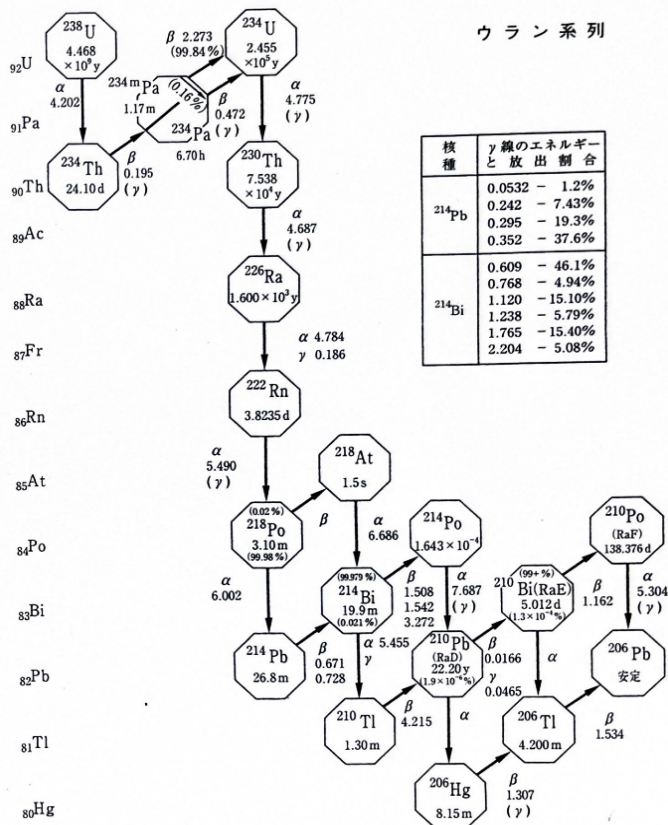 ウラン系列
₉₂U
₉₁Pa
₉₀Th
₈₉Ac
₈₈Ra
₈₇Fr
₈₆Rn
₈₅At
₈₄Po
₈₃Bi
₈₂Pb
₈₁Tl
₈₀Hg
²³⁸U
4.468
×10⁹y
α
4.202
²³⁴Th
24.10d
β
0.195
(γ)
²³⁴ᵐPa
1.17m
(0.16%)
²³⁴Pa
6.70h
β 2.273
(99.84%)
β
0.472
(γ)
²³⁴U
2.455
×10⁵y
α
4.775
(γ)
²³⁰Th
7.538
×10⁴y
α
4.687
(γ)
²²⁶Ra
1.600×10³y
α 4.784
γ 0.186
²²²Rn
3.8235d
α
5.490
(γ)
(0.02%)
²¹⁸Po
3.10m
(99.98%)
β
²¹⁸At
1.5s
α
6.686
α
6.002
²¹⁴Pb
26.8m
β
0.671
0.728
(99.979%)
²¹⁴Bi
19.9m
(0.021%)
β
1.508
1.542
3.272
²¹⁴Po
1.643×10⁻⁴
α
7.687
(γ)
α 5.455
γ
²¹⁰Tl
1.30m
β
4.215
²¹⁰Pb
(RaD)
22.20y
(1.9×10⁻⁶%)
β
0.0166
γ
0.0465
α
²⁰⁶Hg
8.15m
β
1.307
(γ)
(99+%)
²¹⁰Bi(RaE)
5.012d
(1.3×10⁻⁴%)
β
1.162
α
²⁰⁶Tl
4.200m
β
1.534
²¹⁰Po
(RaF)
138.376d
α
5.304
(γ)
²⁰⁶Pb
安定
核種
γ線のエネルギー
と放出割合
²¹⁴Pb
0.0532 − 1.2%
0.242 − 7.43%
0.295 − 19.3%
0.352 − 37.6%
²¹⁴Bi
0.609 − 46.1%
0.768 − 4.94%
1.120 −15.10%
1.238 − 5.79%
1.765 −15.40%
2.204 − 5.08%